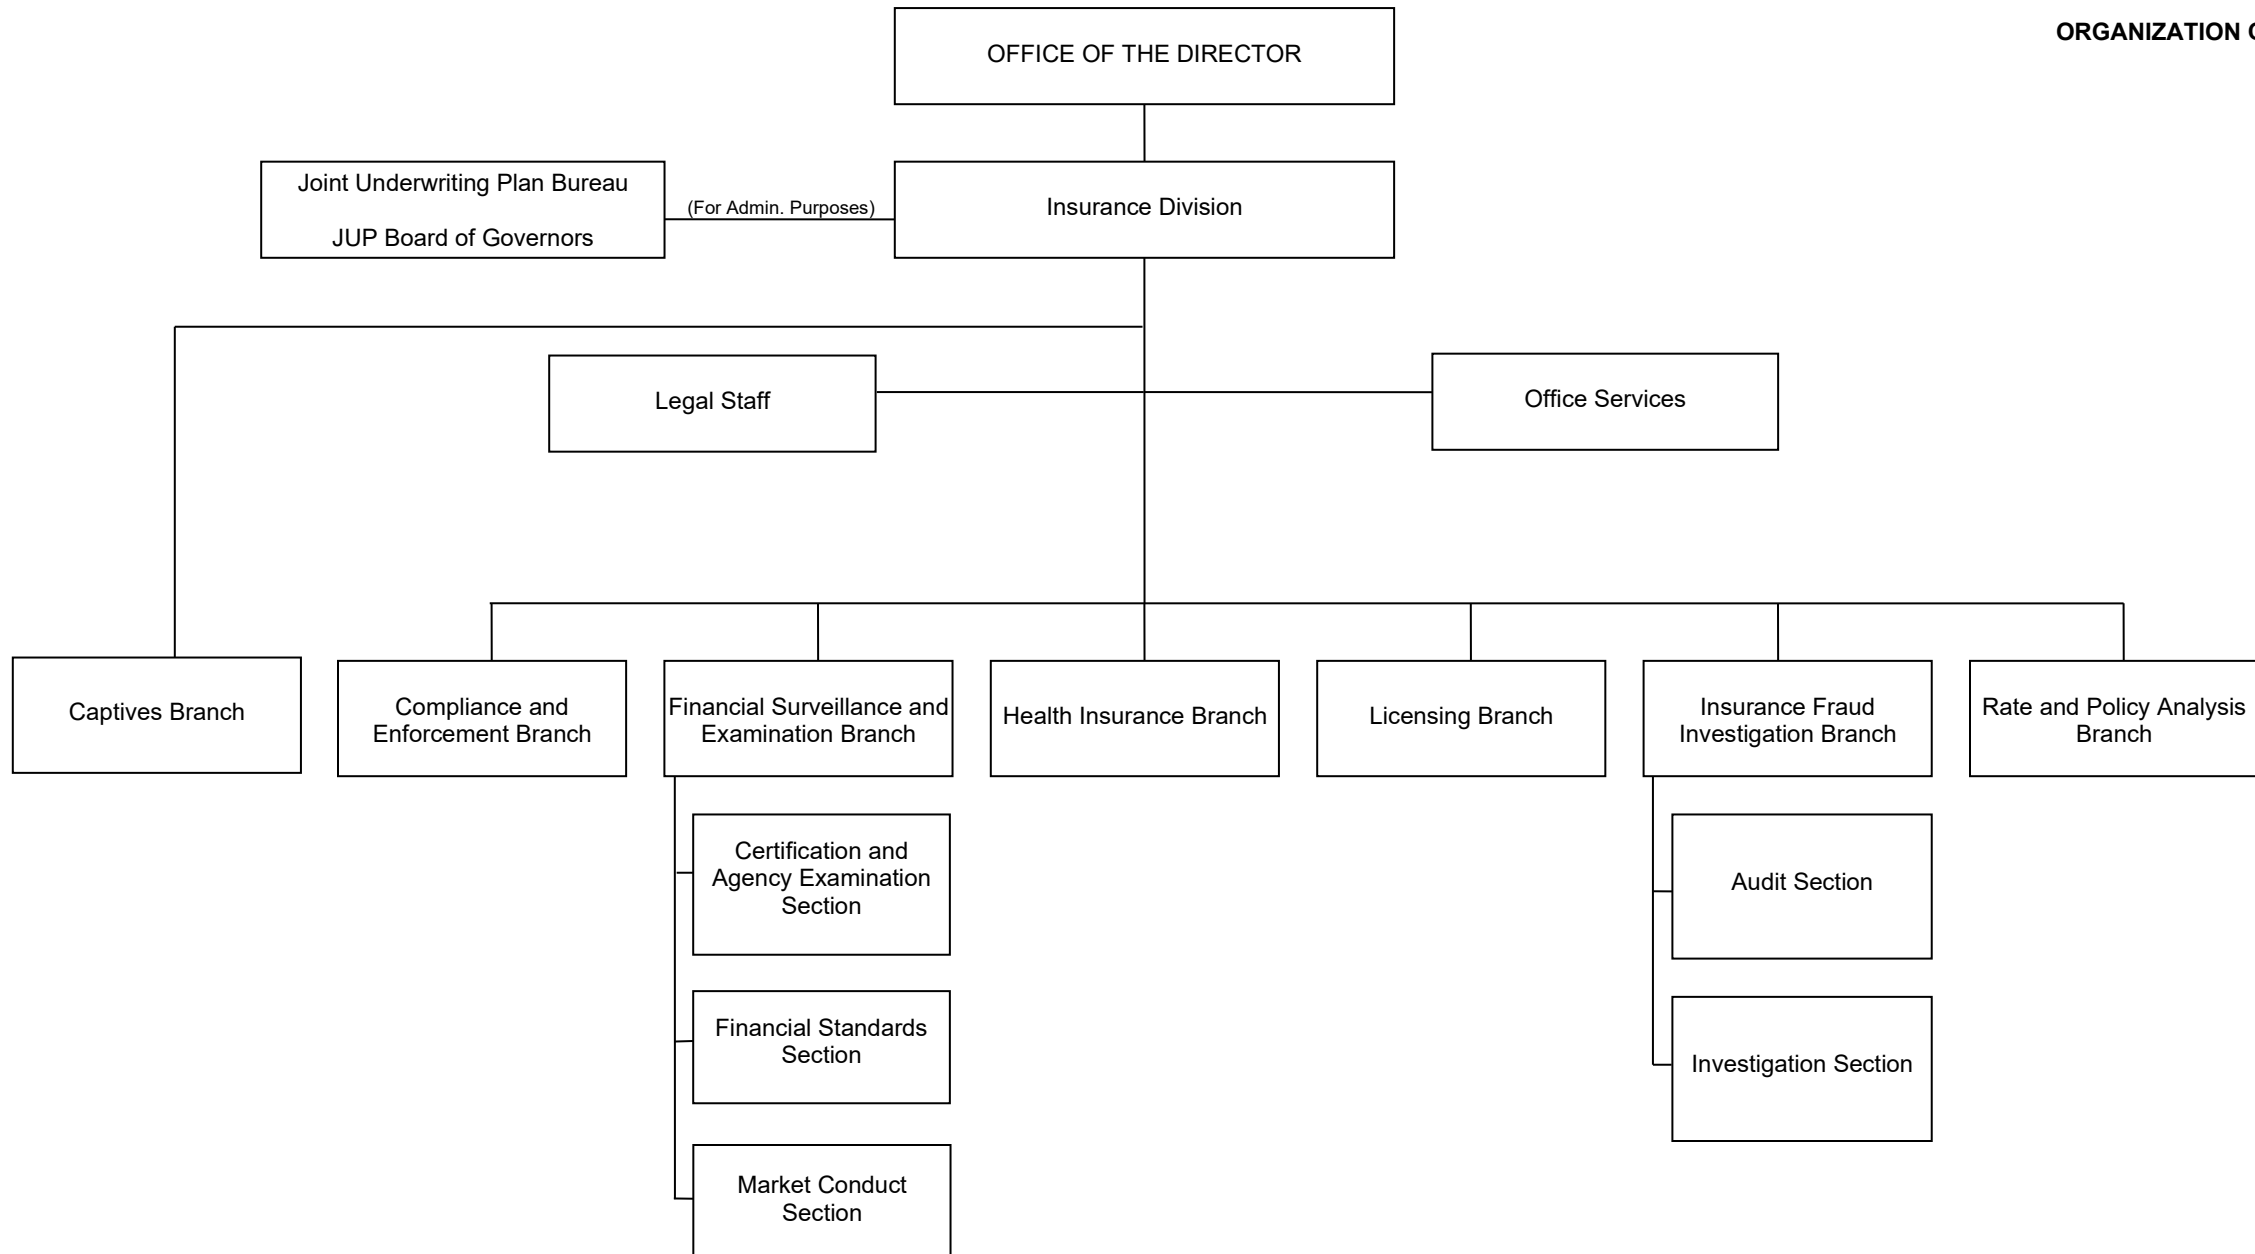 OFFICE OF THE DIRECTOR
ORGANIZATION
Joint Underwriting Plan Bureau
JUP Board of Governors
(For Admin. Purposes)
Insurance Division
Legal Staff
Office Services
Captives Branch
Compliance and
Enforcement Branch
Financial Surveillance and
Examination Branch
Health Insurance Branch
Licensing Branch
Insurance Fraud
Investigation Branch
Rate and Policy Analysis
Branch
Certification and
Agency Examination
Section
Financial Standards
Section
Market Conduct
Section
Audit Section
Investigation Section